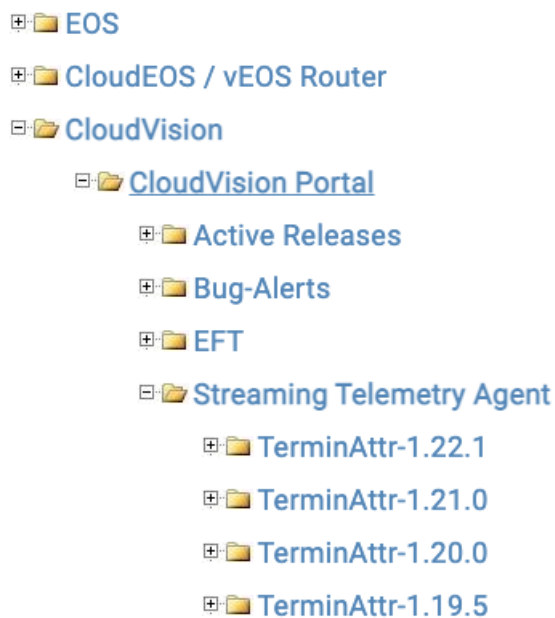 EOS
CloudEOS / vEOS Router
CloudVision
CloudVision Portal
Active Releases
Bug-Alerts
EFT
Streaming Telemetry Agent
TerminAttr-1.22.1
TerminAttr-1.21.0
TerminAttr-1.20.0
TerminAttr-1.19.5